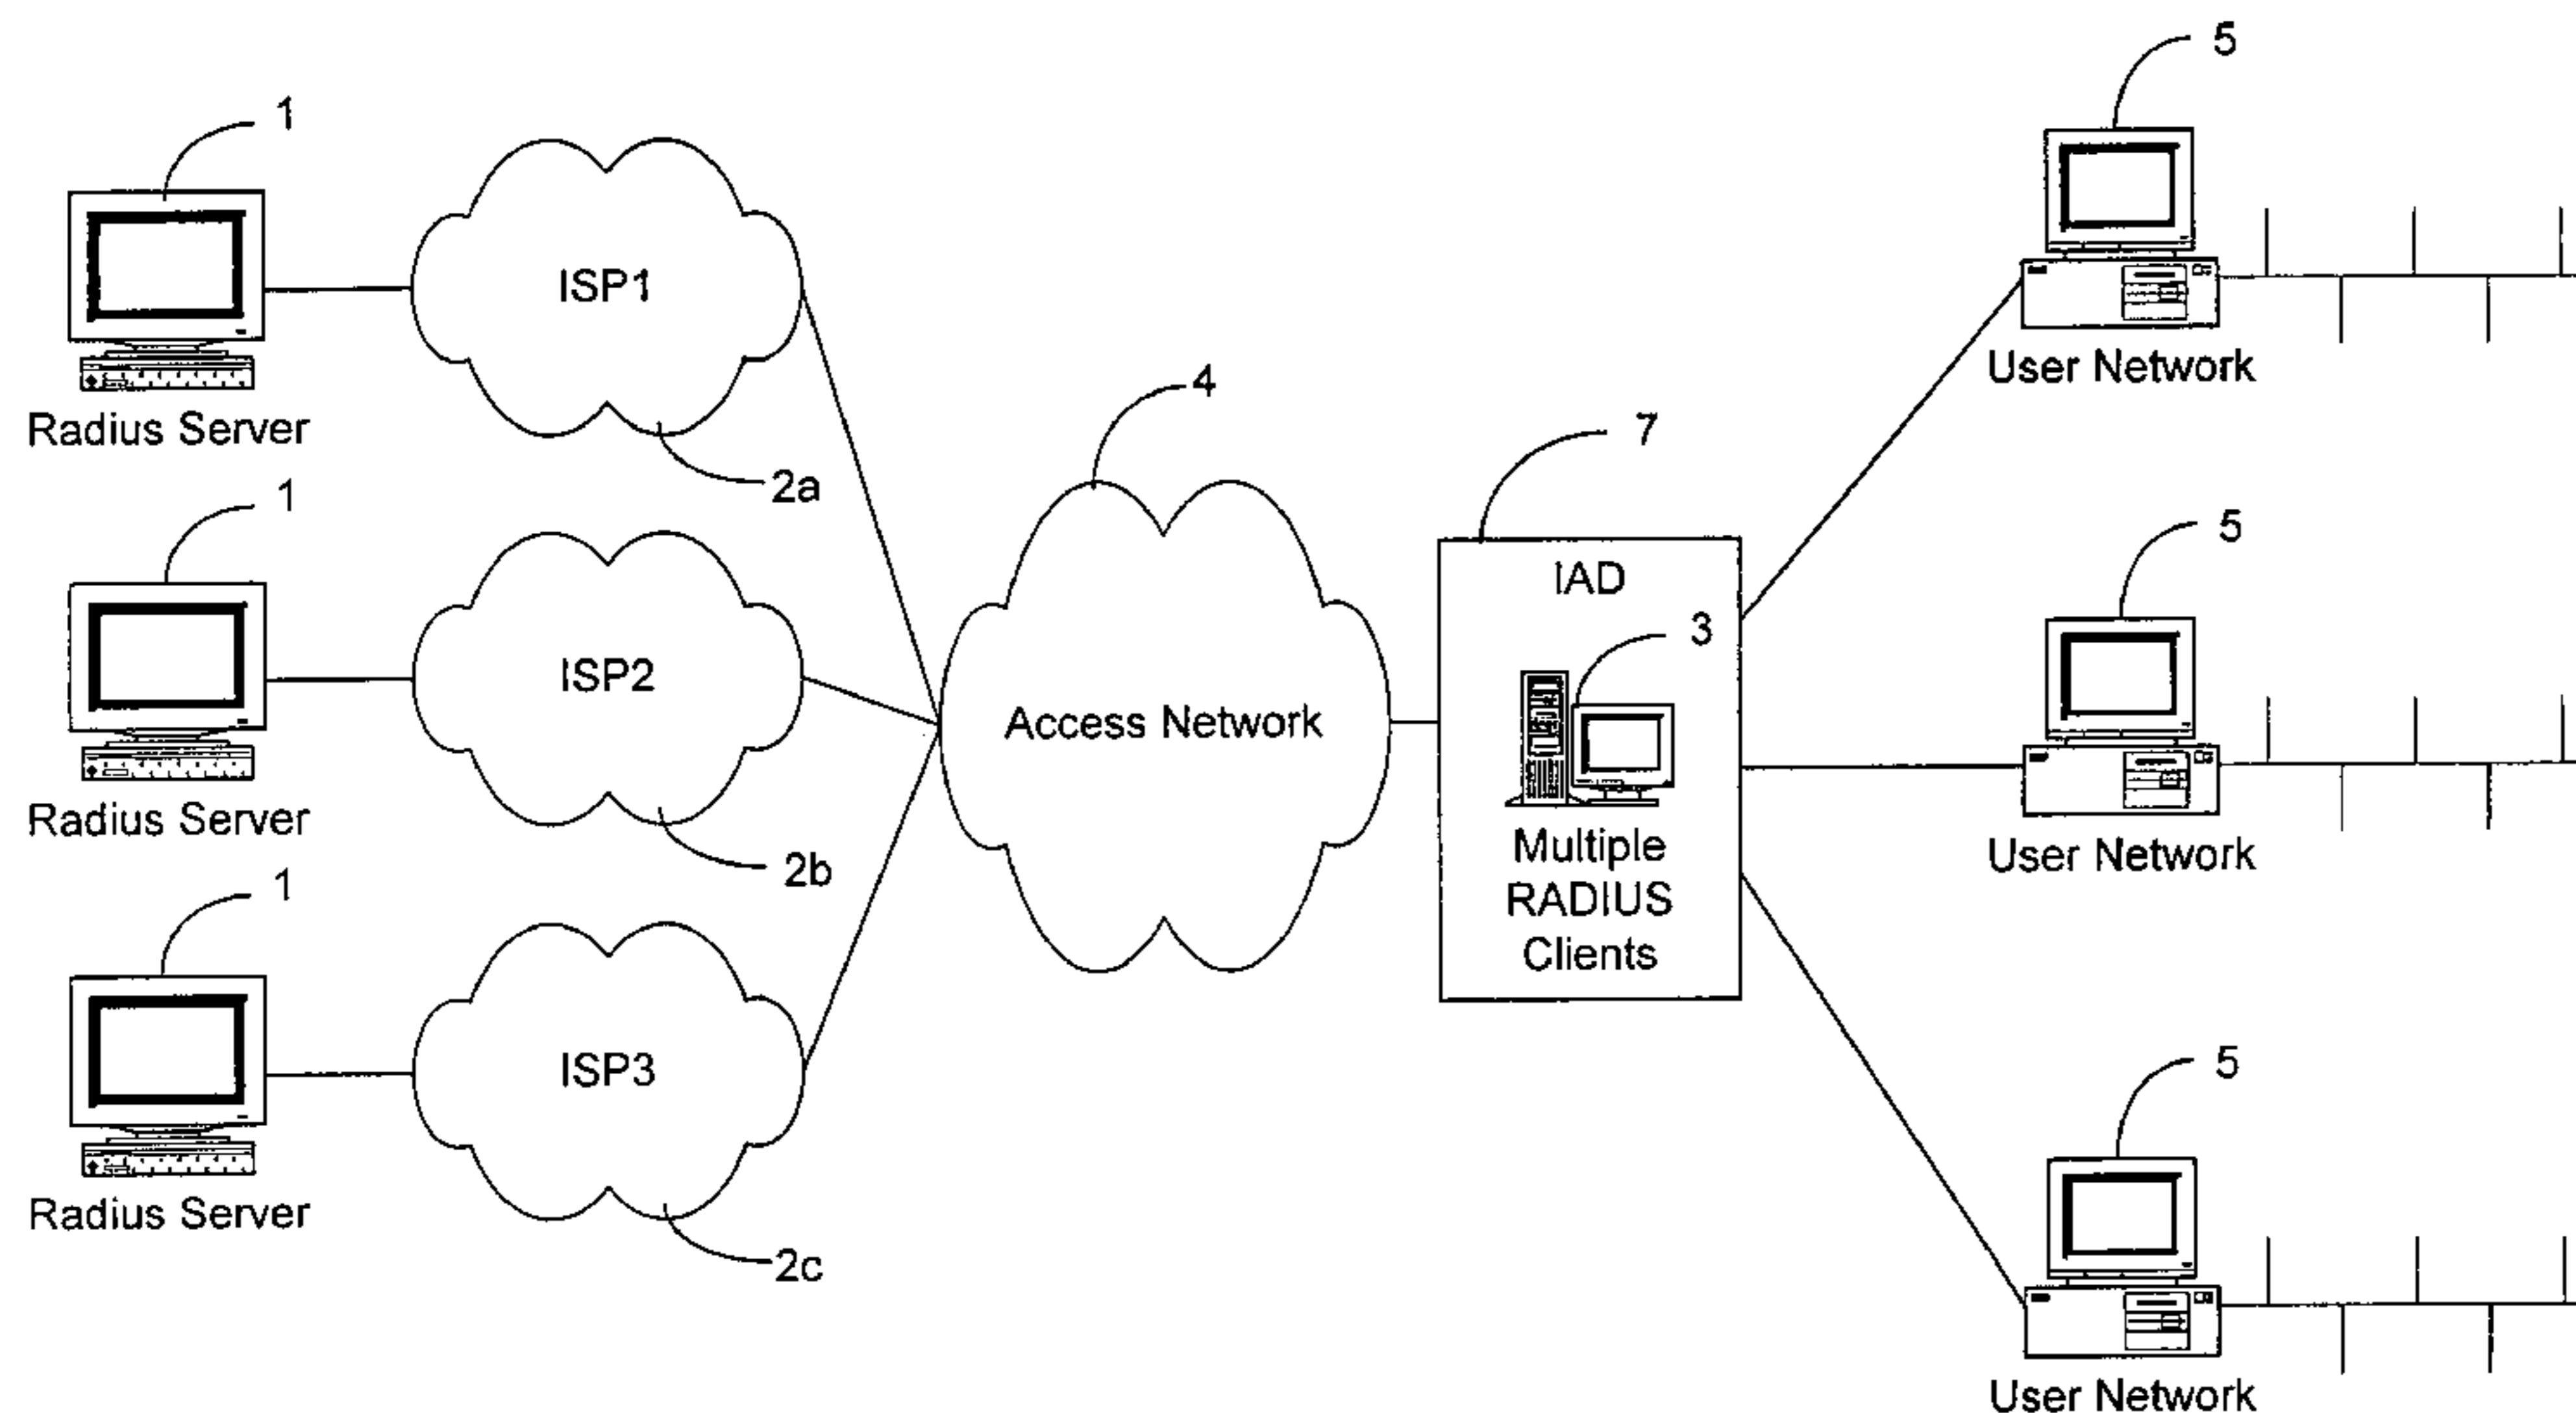 1
ISP1
Radius Server
2a
1
ISP2
Radius Server
2b
1
ISP3
Radius Server
2c
4
Access Network
7
IAD
3
Multiple
RADIUS
Clients
5
User Network
5
User Network
5
User Network